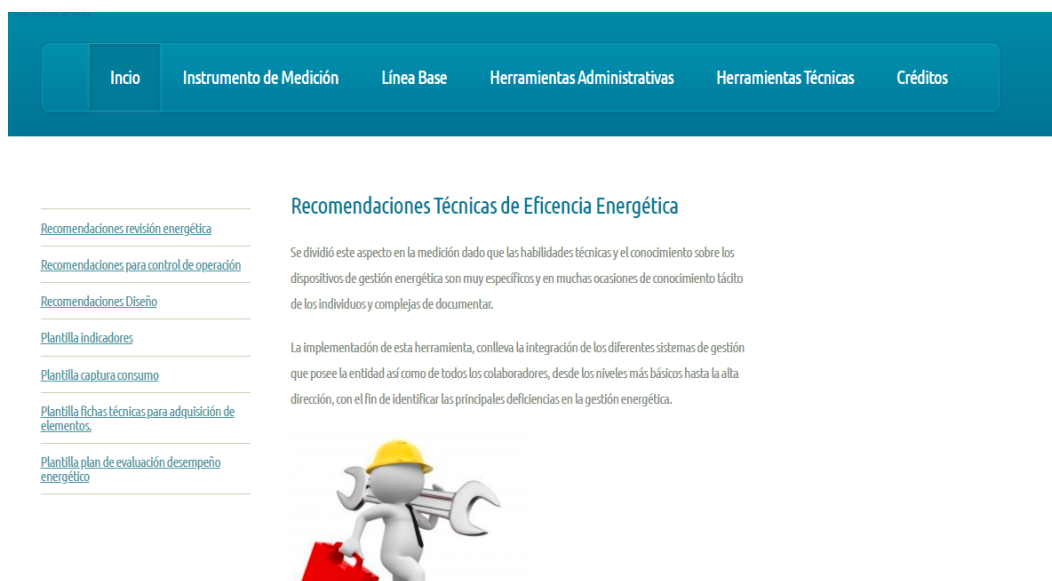 Incio
Instrumento de Medición
Línea Base
Herramientas Administrativas
Herramientas Técnicas
Créditos
Recomendaciones revisión energética
Recomendaciones para control de operación
Recomendaciones Diseño
Plantilla indicadores
Plantilla captura consumo
Plantilla fichas técnicas para adquisición de
elementos.
Plantilla plan de evaluación desempeño
energético
Recomendaciones Técnicas de Eficencia Energética
Se dividió este aspecto en la medición dado que las habilidades técnicas y el conocimiento sobre los
dispositivos de gestión energética son muy específicos y en muchas ocasiones de conocimiento tácito
de los individuos y complejas de documentar.
La implementación de esta herramienta, conlleva la integración de los diferentes sistemas de gestión
que posee la entidad así como de todos los colaboradores, desde los niveles más básicos hasta la alta
dirección, con el fin de identificar las principales deficiencias en la gestión energética.